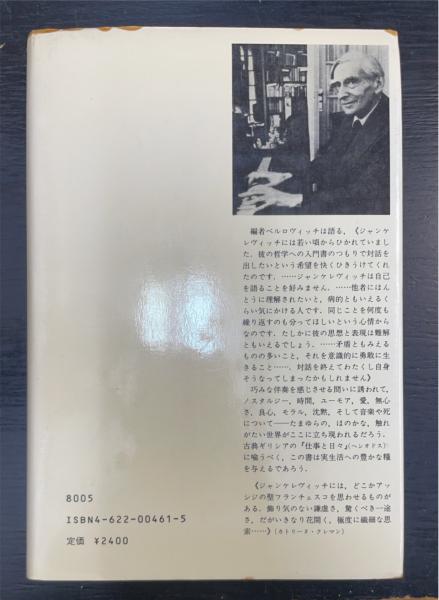 編者ベルロヴィッチは語る,《ジャンケ
レヴィッチには若い頃からひかれていまし
た. 彼の哲学への入門書のつもりで対話を
出したいという希望を快くひきうけてくれ
たのです. ……ジャンケレヴィッチは自己
を語ることを好みません. ……他者にほん
とうに理解されたいと, 病的ともいえるく
らい気にかける人です. 同じことを何度も
繰り返すのも分ってほしいという心情から
なのです. たしかに彼の思想と表現は難解
ともいえるでしょう. ……矛盾ともみえる
ものの多いこと, それを意識的に勇敢に生
きること……. 対話を終えてわたくし自身
そうなってしまったかもしれません》
巧みな伴奏を感じさせる問いに誘われて,
ノスタルジー, 時間, ユーモア, 愛, 無心
さ, 良心, モラル, 沈黙, そして音楽や死
について――たまゆらの, ほのかな, 触れ
がたい世界がここに立ち現われるだろう.
古典ギリシアの『仕事と日々』(ヘシオドス)
に喩うべく, この書は実生活への豊かな糧
を与えるであろう.
《ジャンケレヴィッチには, どこかアッ
シジの聖フランチェスコを思わせるものが
ある. 飾り気のない謙虚さ, 驚くべき一途
さ, だがいきなり花開く, 極度に繊細な思
索……》(カトリーヌ・クレマン)
8005
ISBN4-622-00461-5
定価 ¥2400